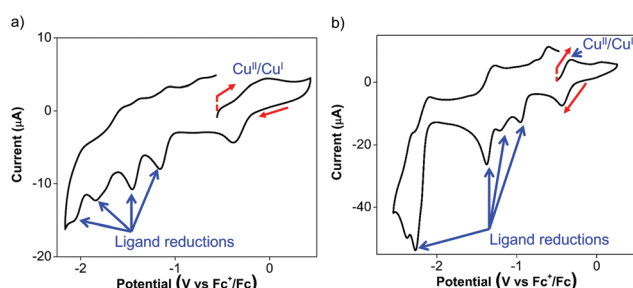 a)
10
0
-10
-20
Current (µA)
Cu^II/Cu^I
Ligand reductions
-2
-1
0
Potential (V vs Fc⁺/Fc)
b)
0
-20
-40
Current (µA)
Cu^II/Cu^I
Ligand reductions
-2
-1
0
Potential (V vs Fc⁺/Fc)